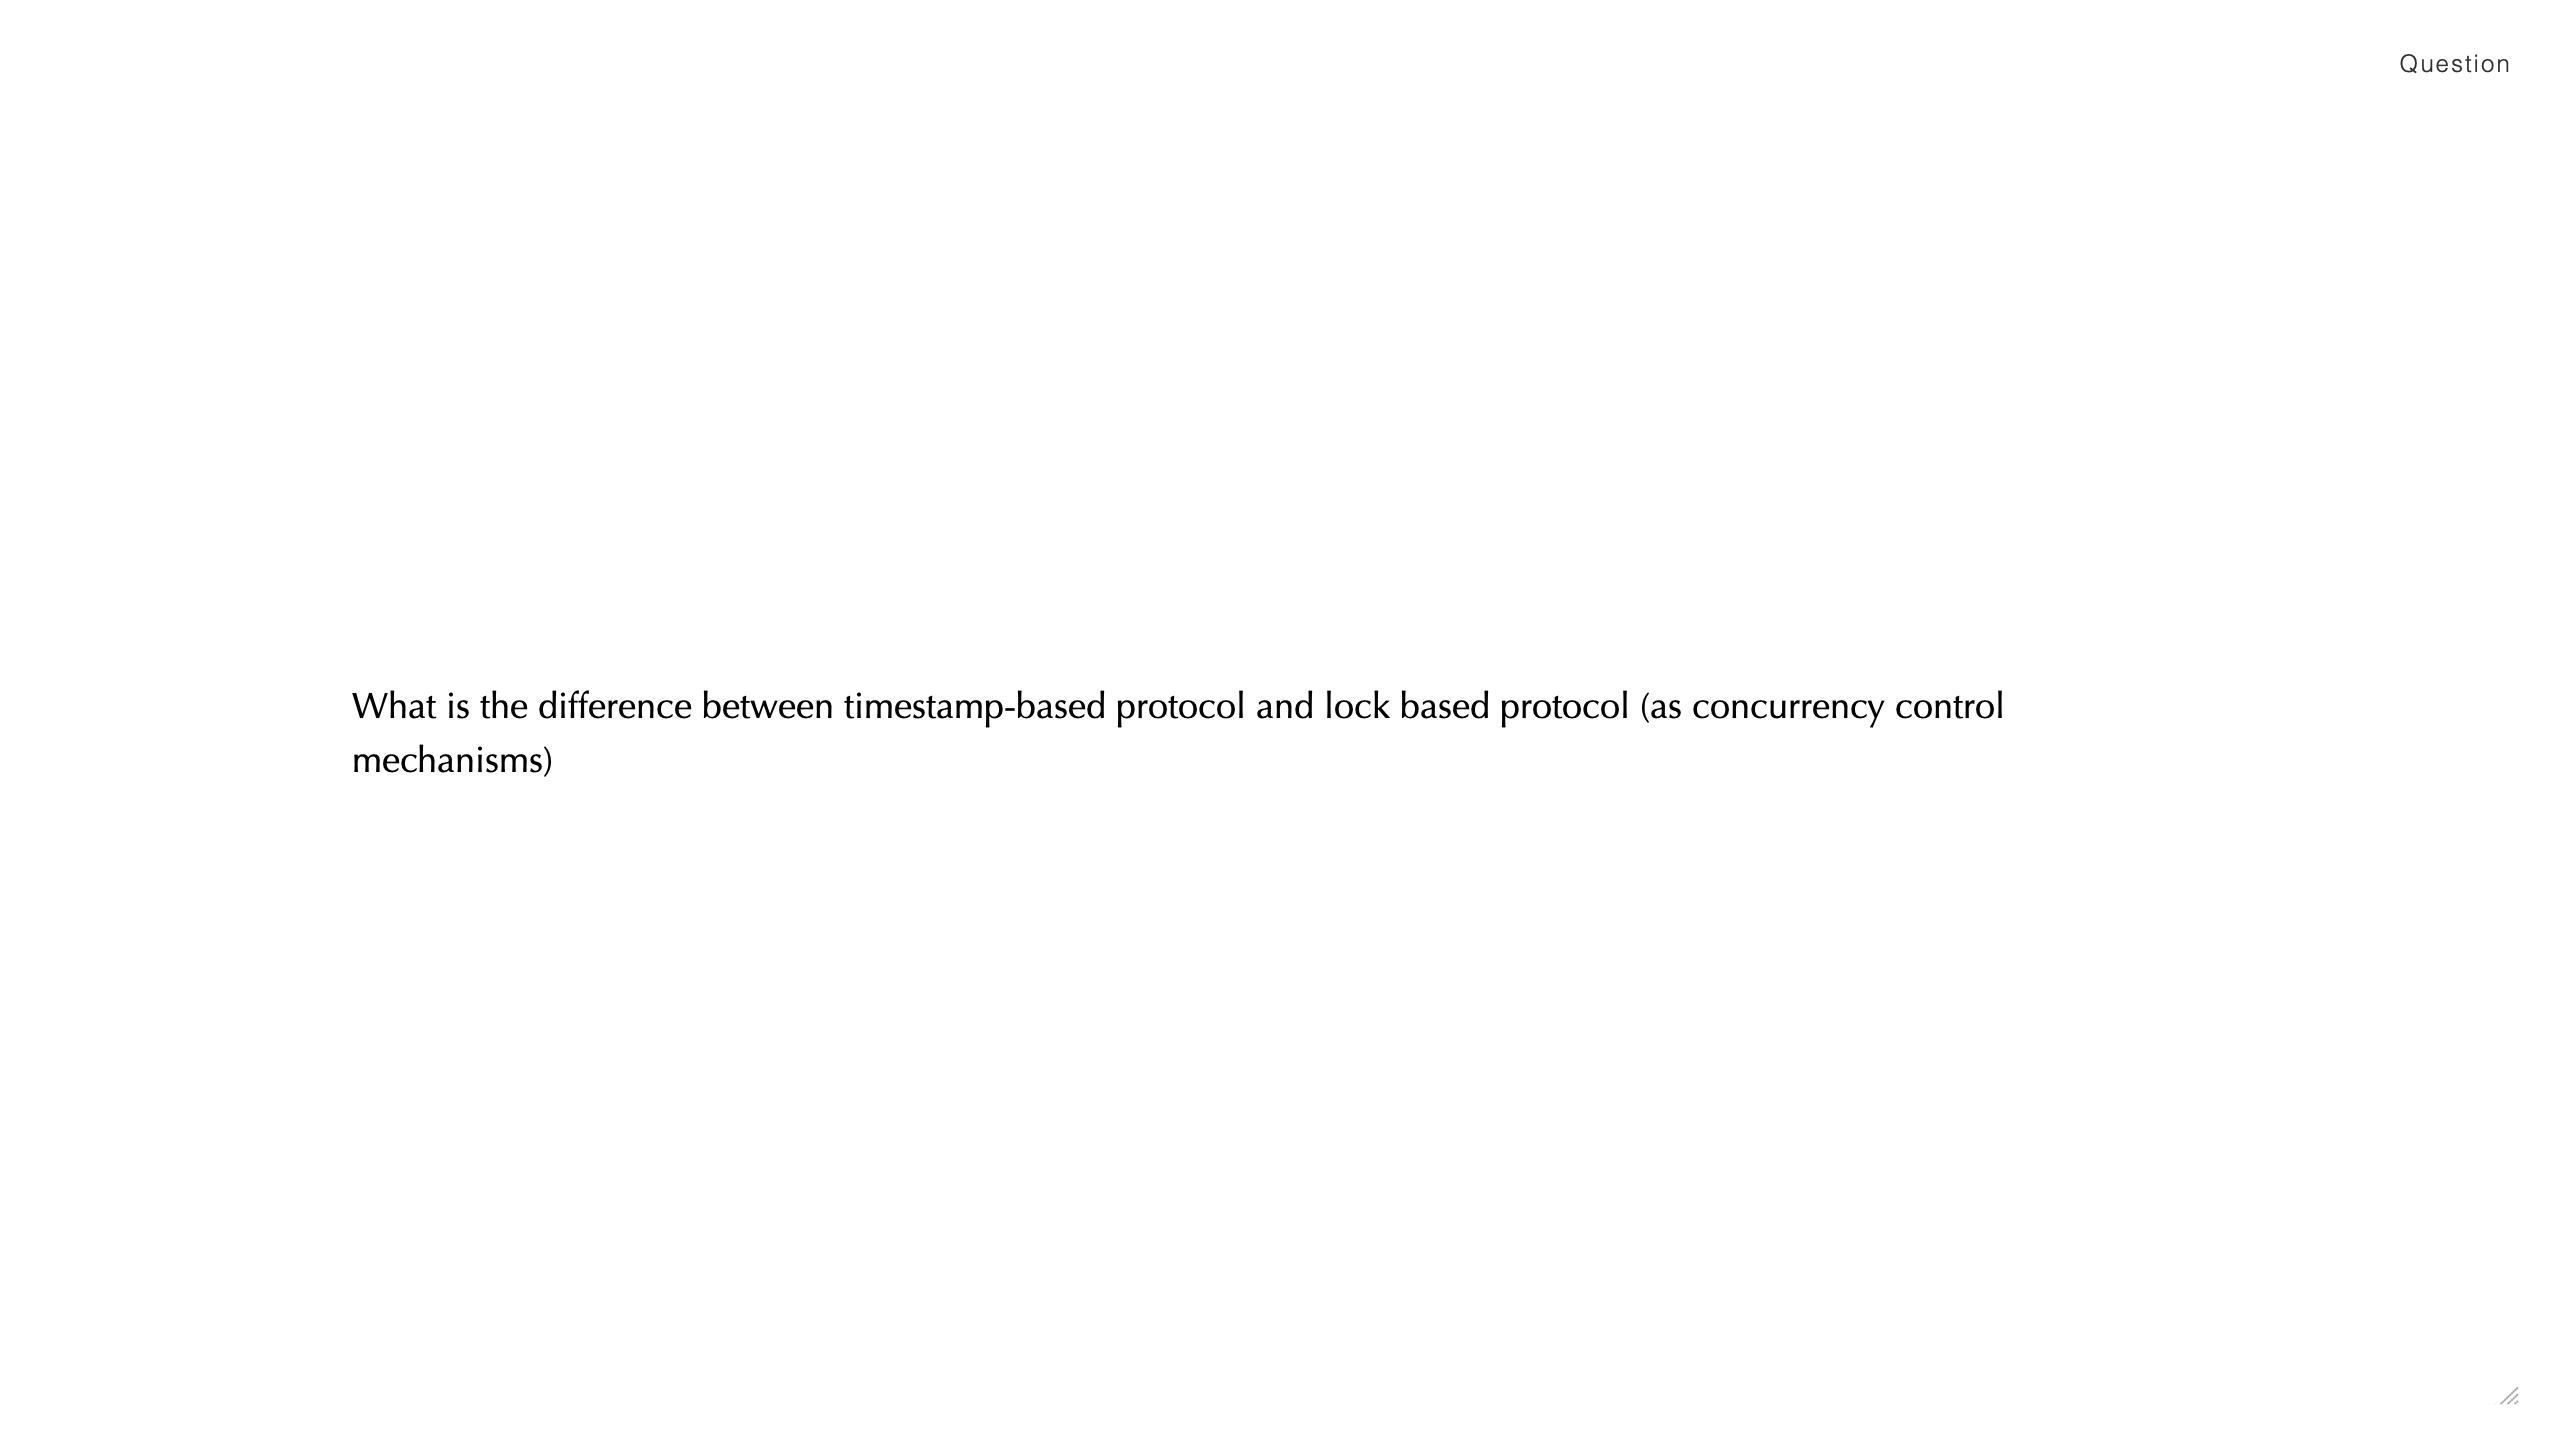 Question
What is the difference between timestamp-based protocol and lock based protocol (as concurrency control
mechanisms)